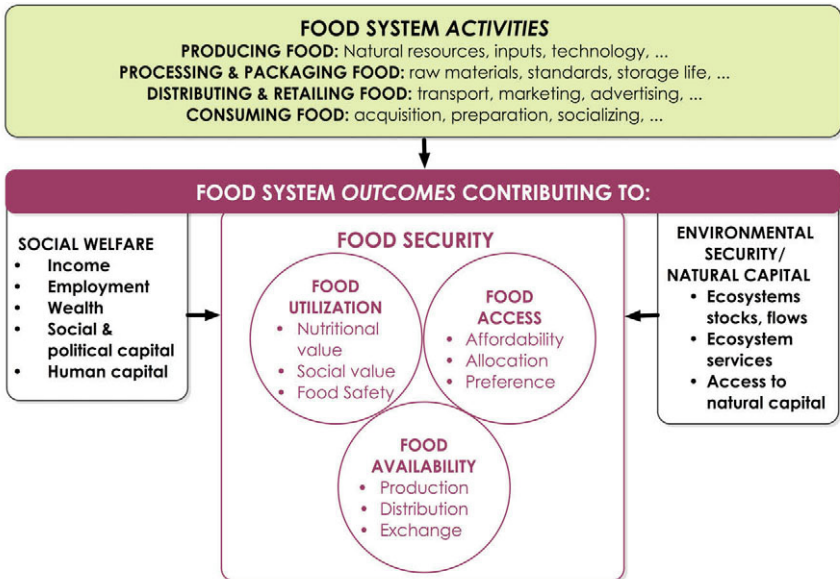 FOOD SYSTEM ACTIVITIES
PRODUCING FOOD: Natural resources, inputs, technology, ...
PROCESSING & PACKAGING FOOD: raw materials, standards, storage life, ...
DISTRIBUTING & RETAILING FOOD: transport, marketing, advertising, ...
CONSUMING FOOD: acquisition, preparation, socializing, ...
FOOD SYSTEM OUTCOMES CONTRIBUTING TO:
SOCIAL WELFARE
• Income
• Employment
• Wealth
• Social &
political capital
• Human capital
FOOD SECURITY
FOOD
UTILIZATION
• Nutritional
value
• Social value
• Food Safety
FOOD
ACCESS
• Affordability
• Allocation
• Preference
FOOD
AVAILABILITY
• Production
• Distribution
• Exchange
ENVIRONMENTAL
SECURITY/
NATURAL CAPITAL
• Ecosystems
stocks, flows
• Ecosystem
services
• Access to
natural capital